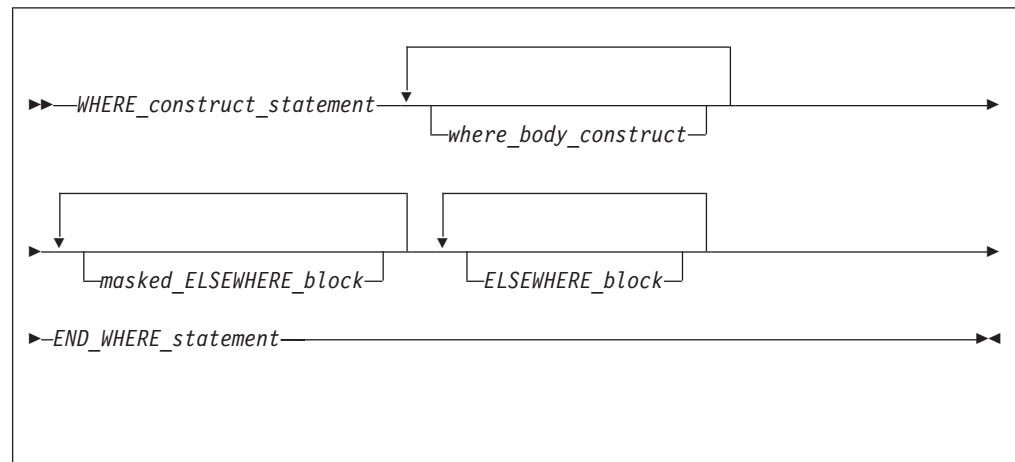 WHERE_construct_statement
where_body_construct
masked_ELSEWHERE_block ELSEWHERE_block
END_WHERE_statement